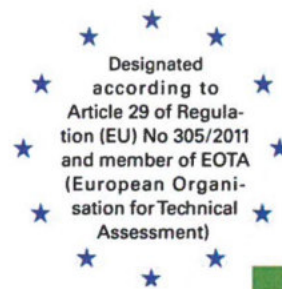 Designated
according to
Article 29 of Regula-
tion (EU) No 305/2011
and member of EOTA
(European Organi-
sation for Technical
Assessment)